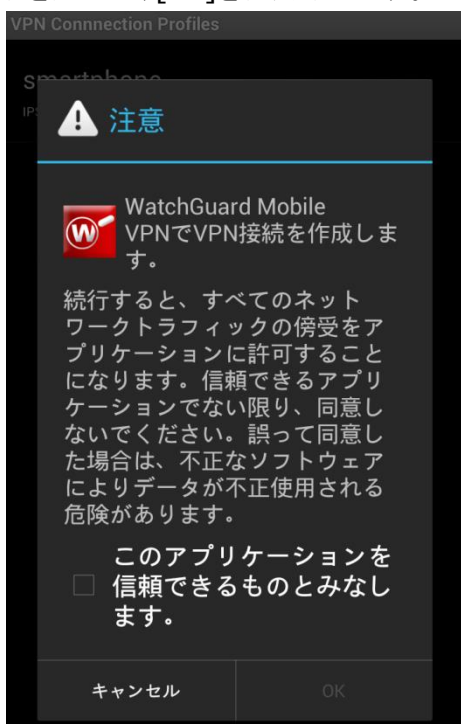 VPN Connnection Profiles
smartphone
注意
WatchGuard Mobile
VPNでVPN接続を作成しま
す。
続行すると、すべてのネット
ワークトラフィックの傍受をア
プリケーションに許可すること
になります。信頼できるアプリ
ケーションでない限り、同意し
ないでください。誤って同意し
た場合は、不正なソフトウェア
によりデータが不正使用される
危険があります。
このアプリケーションを
信頼できるものとみなし
ます。
キャンセル
OK